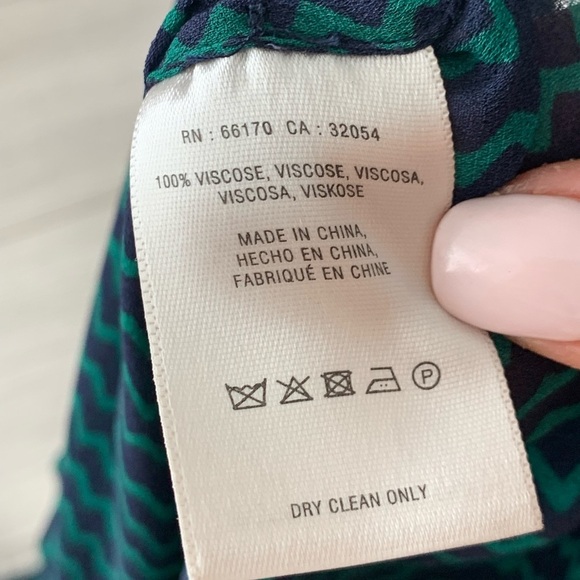 RN : 66170 CA : 32054
100% VISCOSE, VISCOSE, VISCOSA,
VISCOSA, VISKOSE
MADE IN CHINA,
HECHO EN CHINA,
FABRIQUÉ EN CHINE
P
DRY CLEAN ONLY